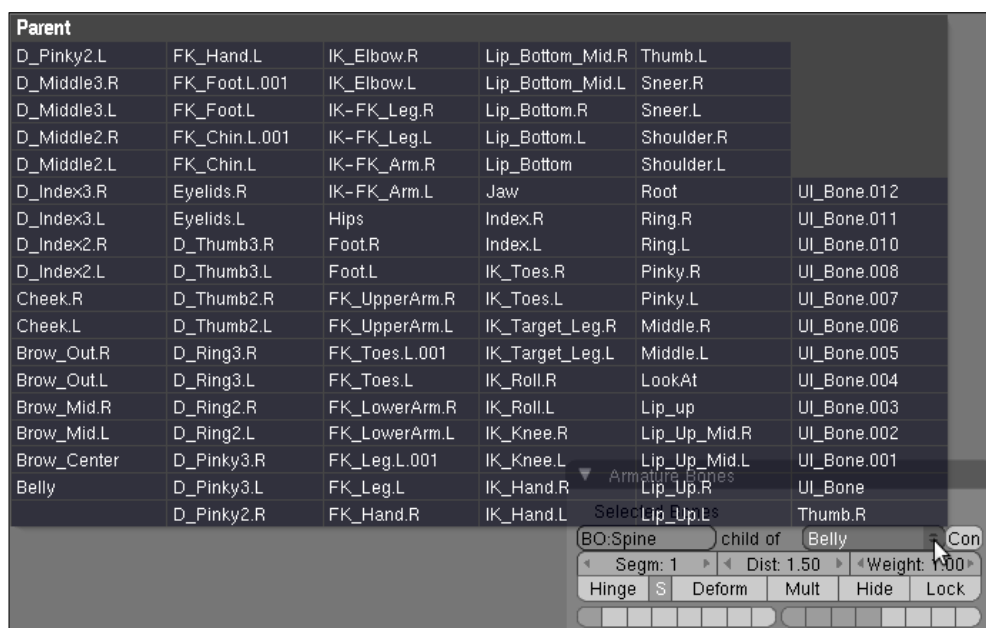 Parent
D_Pinky2.L FK_Hand.L IK_Elbow.R Lip_Bottom_Mid.R Thumb.L
D_Middle3.R FK_Foot.L.001 IK_Elbow.L Lip_Bottom_Mid.L Sneer.R
D_Middle3.L FK_Foot.L IK-FK_Leg.R Lip_Bottom.R Sneer.L
D_Middle2.R FK_Chin.L.001 IK-FK_Leg.L Lip_Bottom.L Shoulder.R
D_Middle2.L FK_Chin.L IK-FK_Arm.R Lip_Bottom Shoulder.L
D_Index3.R Eyelids.R IK-FK_Arm.L Jaw Root UI_Bone.012
D_Index3.L Eyelids.L Hips Index.R Ring.R UI_Bone.011
D_Index2.R D_Thumb3.R Foot.R Index.L Ring.L UI_Bone.010
D_Index2.L D_Thumb3.L Foot.L IK_Toes.R Pinky.R UI_Bone.008
Cheek.R D_Thumb2.R FK_UpperArm.R IK_Toes.L Pinky.L UI_Bone.007
Cheek.L D_Thumb2.L FK_UpperArm.L IK_Target_Leg.R Middle.R UI_Bone.006
Brow_Out.R D_Ring3.R FK_Toes.L.001 IK_Target_Leg.L Middle.L UI_Bone.005
Brow_Out.L D_Ring3.L FK_Toes.L IK_Roll.R LookAt UI_Bone.004
Brow_Mid.R D_Ring2.R FK_LowerArm.R IK_Roll.L Lip_up UI_Bone.003
Brow_Mid.L D_Ring2.L FK_LowerArm.L IK_Knee.R Lip_Up_Mid.R UI_Bone.002
Brow_Center D_Pinky3.R FK_Leg.L.001 IK_Knee.L Lip_Up_Mid.L UI_Bone.001
Armature Bones
Belly D_Pinky3.L FK_Leg.L IK_Hand.R Lip_Up.R UI_Bone
D_Pinky2.R FK_Hand.R IK_Hand.L Lip_Up.L Thumb.R
Selected Bones
BO:Spine child of Belly Con
Segm: 1 Dist: 1.50 Weight: 1.00
Hinge S Deform Mult Hide Lock